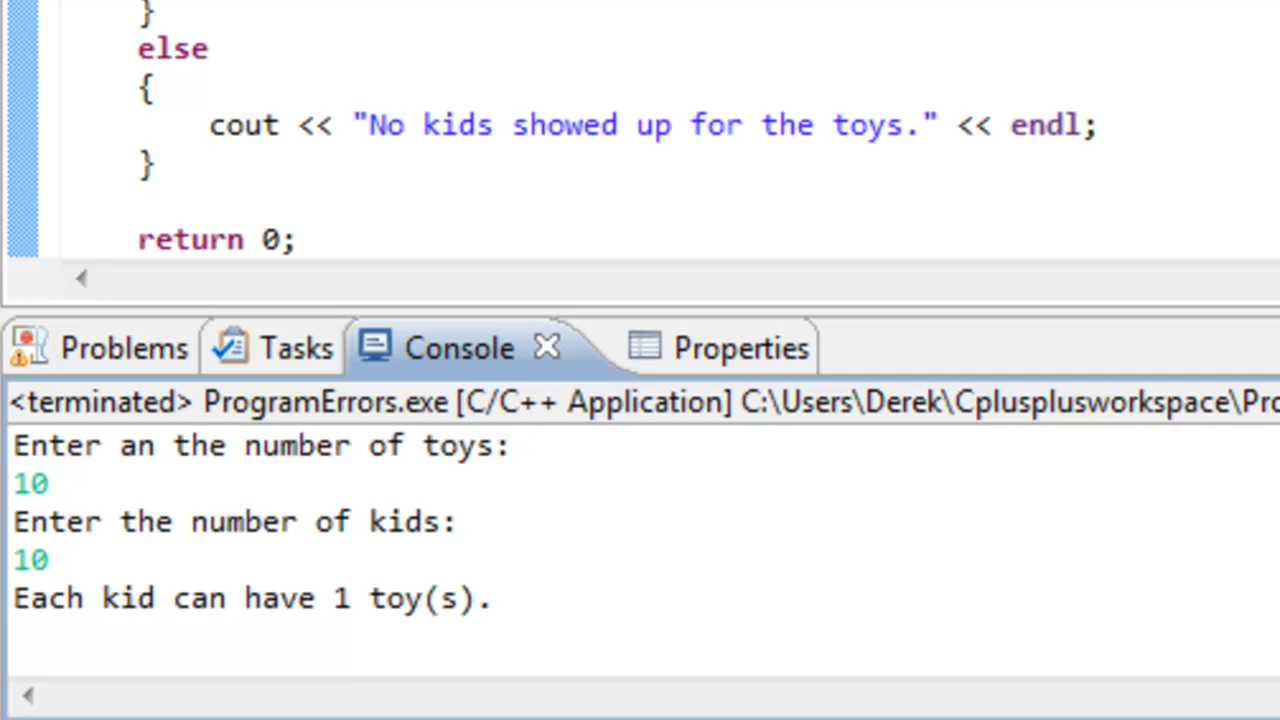 }
else
{
cout << "No kids showed up for the toys." << endl;
}
return 0;
Problems Tasks Console Properties
<terminated> ProgramErrors.exe [C/C++ Application] C:\Users\Derek\Cplusplusworkspace\Pro
Enter an the number of toys:
10
Enter the number of kids:
10
Each kid can have 1 toy(s).